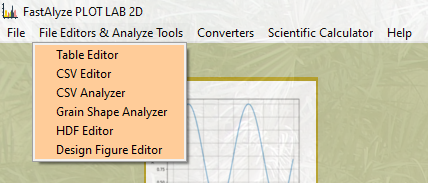 FastAlyze PLOT LAB 2D
File File Editors & Analyze Tools Converters Scientific Calculator Help
Table Editor
CSV Editor
CSV Analyzer
Grain Shape Analyzer
HDF Editor
Design Figure Editor